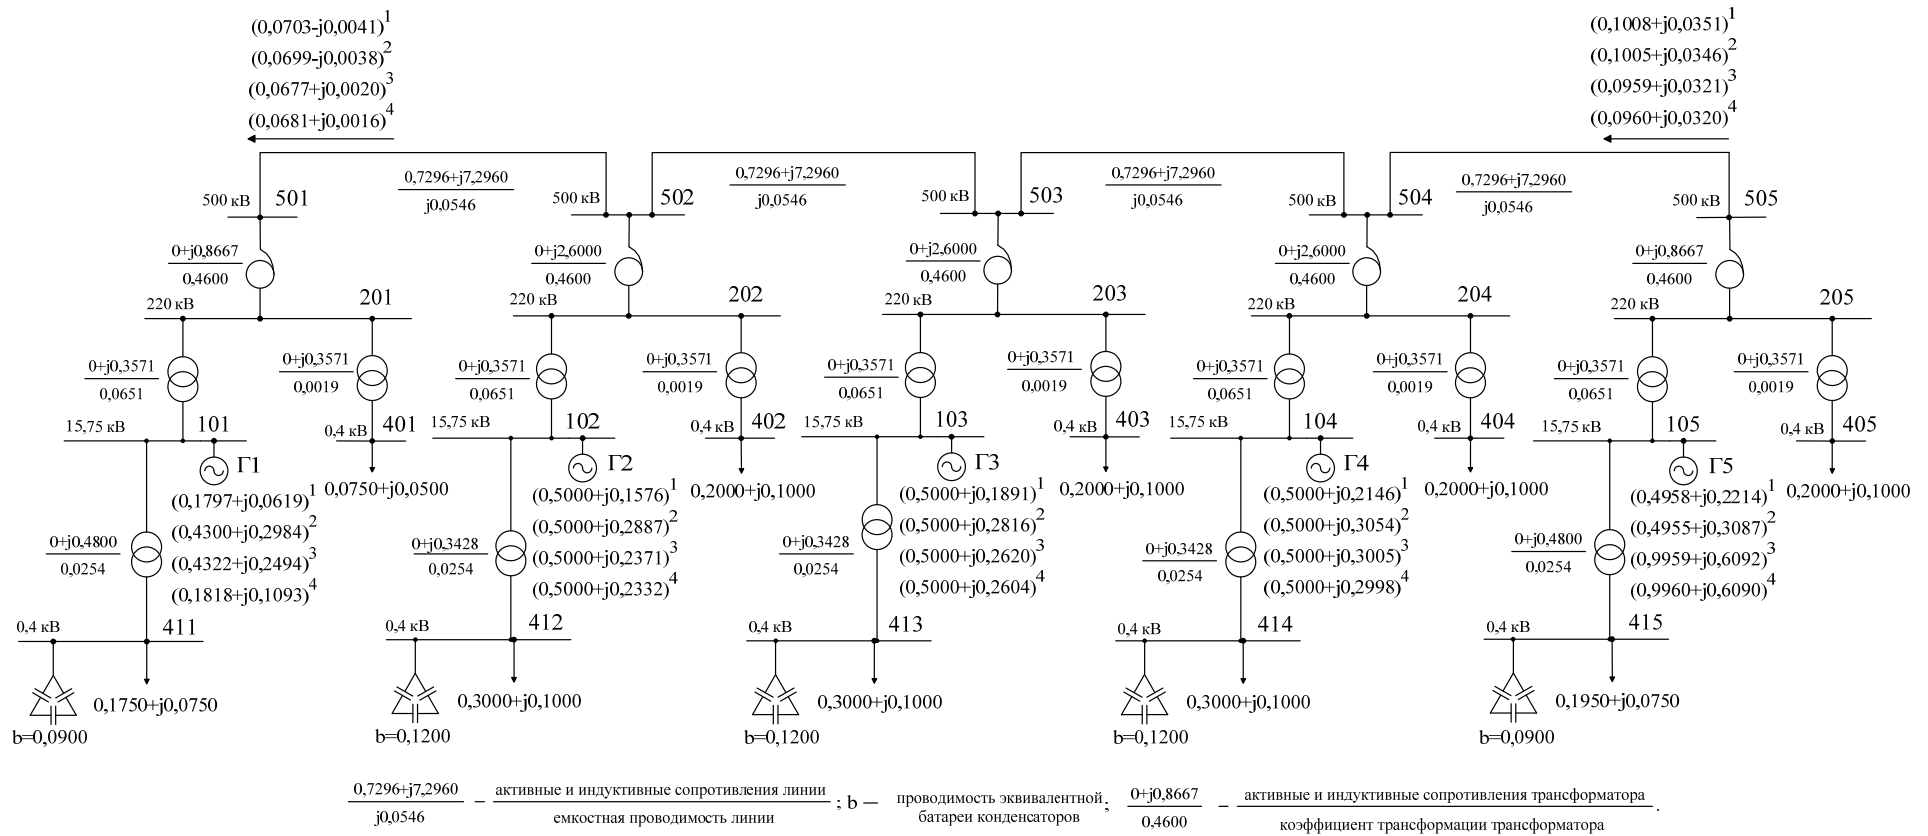 (0,0703-j0,0041)¹
(0,0699-j0,0038)²
(0,0677+j0,0020)³
(0,0681+j0,0016)⁴
(0,1008+j0,0351)¹
(0,1005+j0,0346)²
(0,0959+j0,0321)³
(0,0960+j0,0320)⁴
500 кВ 501
0,7296+j7,2960
j0,0546
500 кВ 502
0,7296+j7,2960
j0,0546
500 кВ 503
0,7296+j7,2960
j0,0546
500 кВ 504
0,7296+j7,2960
j0,0546
500 кВ 505
0+j0,8667
0,4600
0+j2,6000
0,4600
0+j2,6000
0,4600
0+j2,6000
0,4600
0+j0,8667
0,4600
220 кВ 201
220 кВ 202
220 кВ 203
220 кВ 204
220 кВ 205
0+j0,3571
0,0651
0+j0,3571
0,0019
0+j0,3571
0,0651
0+j0,3571
0,0019
0+j0,3571
0,0651
0+j0,3571
0,0019
0+j0,3571
0,0651
0+j0,3571
0,0019
0+j0,3571
0,0651
0+j0,3571
0,0019
15,75 кВ 101
0,4 кВ 401
15,75 кВ 102
0,4 кВ 402
15,75 кВ 103
0,4 кВ 403
15,75 кВ 104
0,4 кВ 404
15,75 кВ 105
0,4 кВ 405
Г1
0,0750+j0,0500
Г2
0,2000+j0,1000
Г3
0,2000+j0,1000
Г4
0,2000+j0,1000
Г5
0,2000+j0,1000
(0,1797+j0,0619)¹
(0,4300+j0,2984)²
(0,4322+j0,2494)³
(0,1818+j0,1093)⁴
(0,5000+j0,1576)¹
(0,5000+j0,2887)²
(0,5000+j0,2371)³
(0,5000+j0,2332)⁴
(0,5000+j0,1891)¹
(0,5000+j0,2816)²
(0,5000+j0,2620)³
(0,5000+j0,2604)⁴
(0,5000+j0,2146)¹
(0,5000+j0,3054)²
(0,5000+j0,3005)³
(0,5000+j0,2998)⁴
(0,4958+j0,2214)¹
(0,4955+j0,3087)²
(0,9959+j0,6092)³
(0,9960+j0,6090)⁴
0+j0,4800
0,0254
0+j0,3428
0,0254
0+j0,3428
0,0254
0+j0,3428
0,0254
0+j0,4800
0,0254
0,4 кВ 411
0,4 кВ 412
0,4 кВ 413
0,4 кВ 414
0,4 кВ 415
0,1750+j0,0750
0,3000+j0,1000
0,3000+j0,1000
0,3000+j0,1000
0,1950+j0,0750
b=0,0900
b=0,1200
b=0,1200
b=0,1200
b=0,0900
0,7296+j7,2960
j0,0546
– активные и индуктивные сопротивления линии
емкостная проводимость линии
; b — проводимость эквивалентной
батареи конденсаторов;
0+j0,8667
0,4600
– активные и индуктивные сопротивления трансформатора
коэффициент трансформации трансформатора.